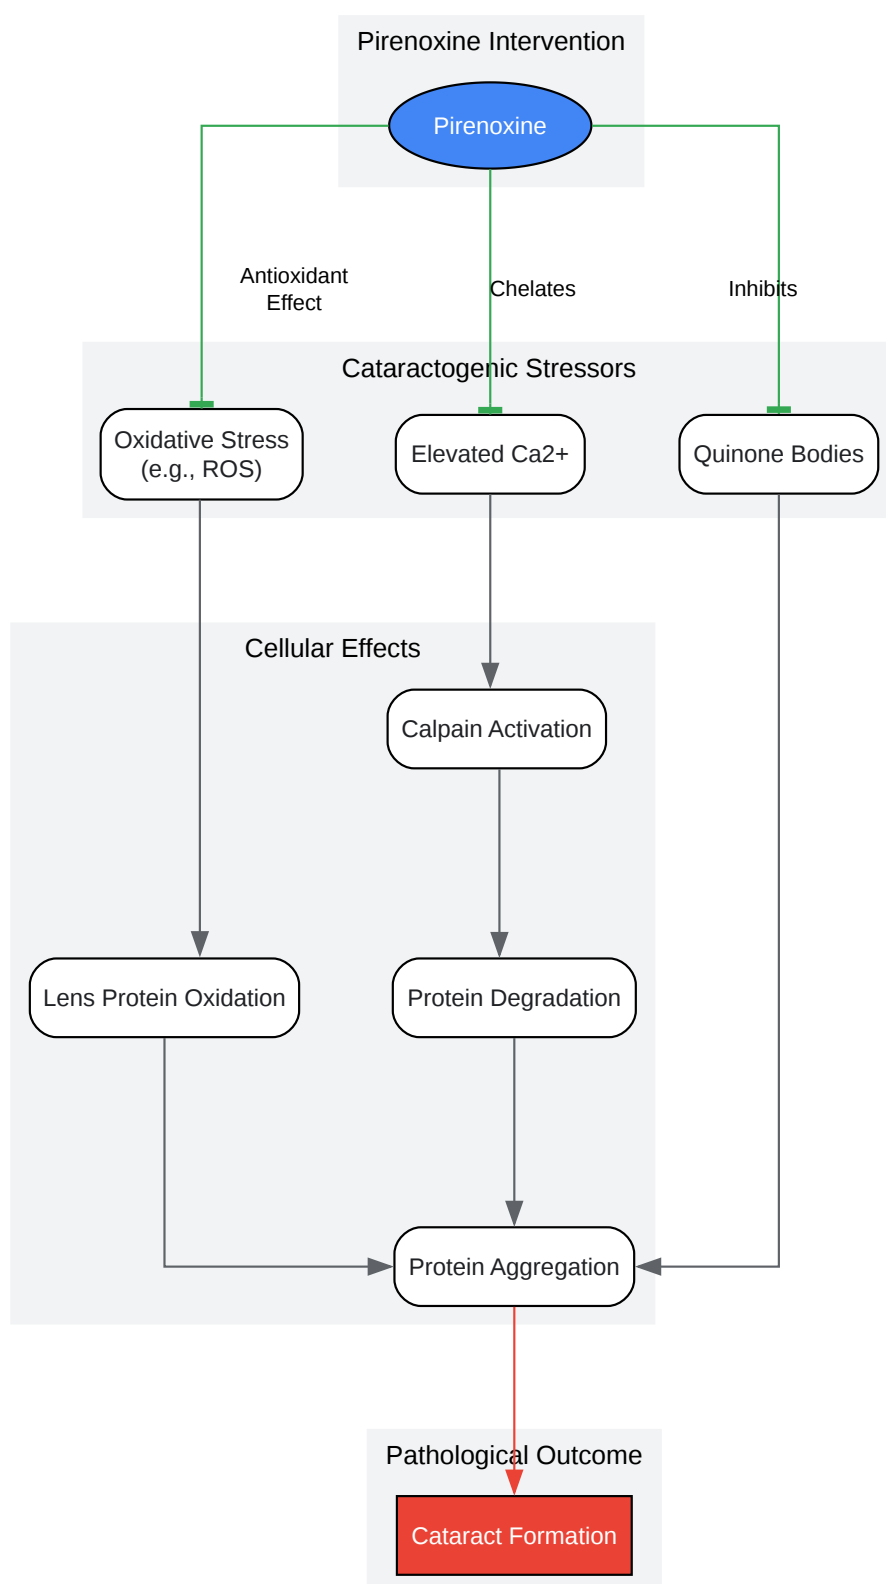 Pirenoxine Intervention
Pirenoxine
Antioxidant
Effect
Chelates
Inhibits
Cataractogenic Stressors
Oxidative Stress
(e.g., ROS)
Elevated Ca2+
Quinone Bodies
Cellular Effects
Calpain Activation
Lens Protein Oxidation
Protein Degradation
Protein Aggregation
Pathological Outcome
Cataract Formation